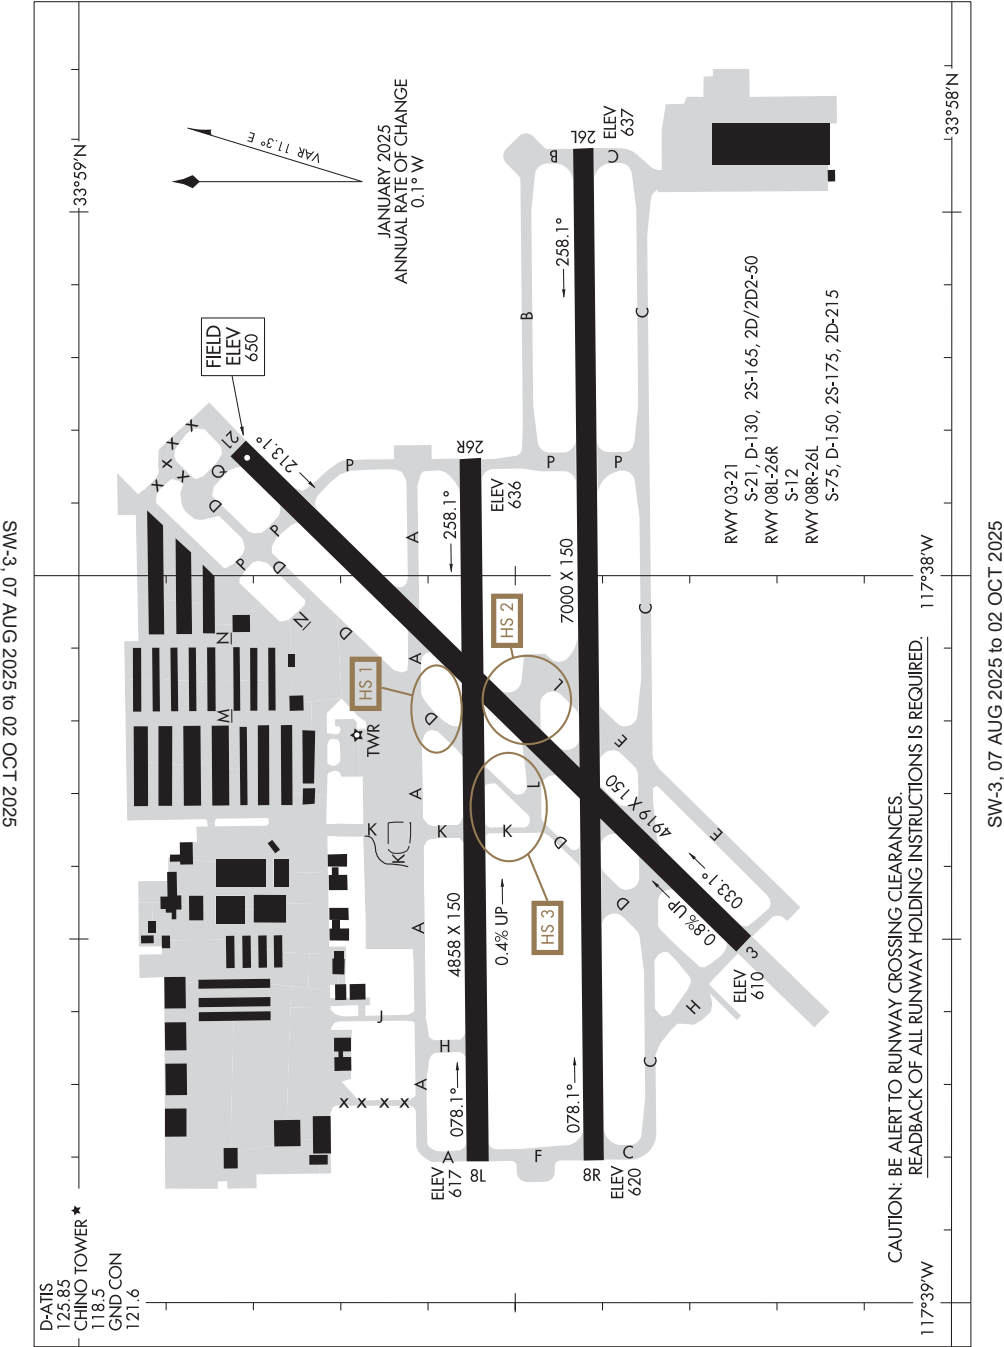 SW-3, 07 AUG 2025 to 02 OCT 2025
D-ATIS
125.85
CHINO TOWER ★
118.5
GND CON
121.6
33°59'N
VAR 11.3° E
JANUARY 2025
ANNUAL RATE OF CHANGE
0.1° W
FIELD
ELEV
650
21
213.1°
X X X X X
Q
D
P
P
D
N
D
P
N
M
TWR
HS 1
D
A
A
A
A
A
A
K
K
K
K
J
H
X X X X
26R
ELEV
636
258.1°
4858 X 150
0.4% UP
078.1°
ELEV
617
8L
HS 2
L
L
HS 3
D
D
E
E
B
B
C
C
P
P
26L
ELEV
637
258.1°
7000 X 150
078.1°
8R
ELEV
620
F
C
C
C
H
4919 X 150
033.1°
0.8% UP
3
ELEV
610
RWY 03-21
S-21, D-130, 2S-165, 2D/2D2-50
RWY 08L-26R
S-12
RWY 08R-26L
S-75, D-150, 2S-175, 2D-215
CAUTION: BE ALERT TO RUNWAY CROSSING CLEARANCES.
READBACK OF ALL RUNWAY HOLDING INSTRUCTIONS IS REQUIRED.
33°58'N
117°38'W
117°39'W
SW-3, 07 AUG 2025 to 02 OCT 2025